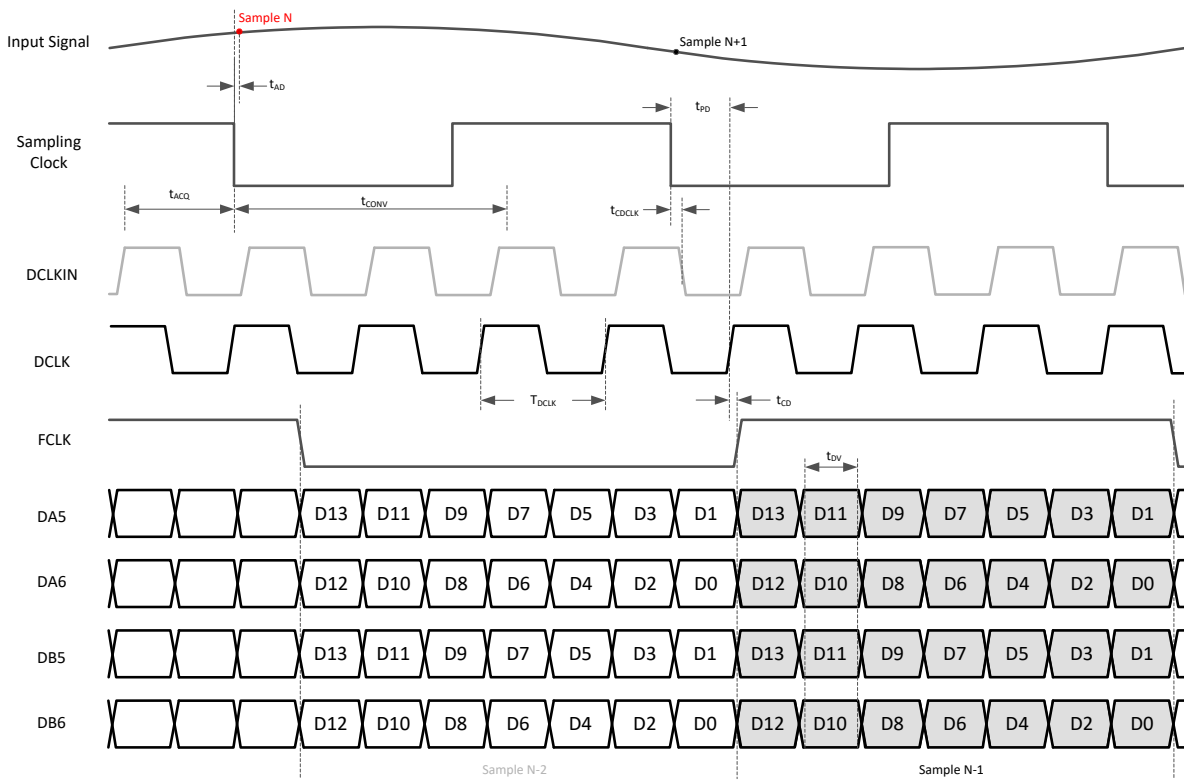 Sample N
Input Signal
Sample N+1
tAD
tPD
Sampling
Clock
tACQ
tCONV
tCDCLK
DCLKIN
DCLK
TDCLK
tCD
FCLK
tDV
DA5 D13 D11 D9 D7 D5 D3 D1 D13 D11 D9 D7 D5 D3 D1
DA6 D12 D10 D8 D6 D4 D2 D0 D12 D10 D8 D6 D4 D2 D0
DB5 D13 D11 D9 D7 D5 D3 D1 D13 D11 D9 D7 D5 D3 D1
DB6 D12 D10 D8 D6 D4 D2 D0 D12 D10 D8 D6 D4 D2 D0
Sample N-2 Sample N-1